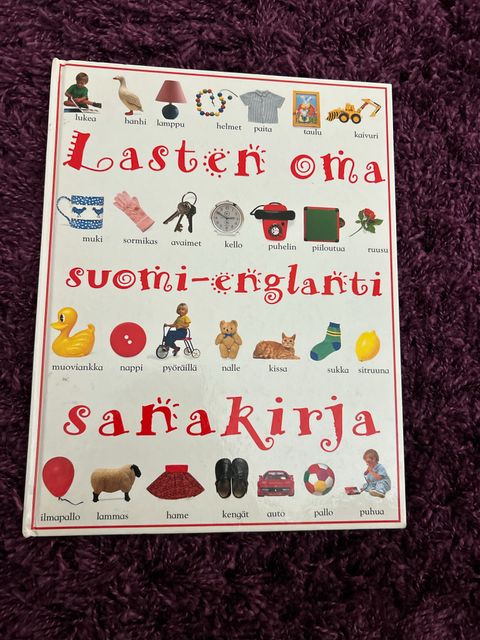 lukea hanhi lamppu helmet paita taulu kaivuri
Lasten oma
muki sormikas avaimet kello puhelin piiloutua ruusu
suomi-englanti
muoviankka nappi pyöräillä nalle kissa sukka sitruuna
sanakirja
ilmapallo lammas hame kengät auto pallo puhua